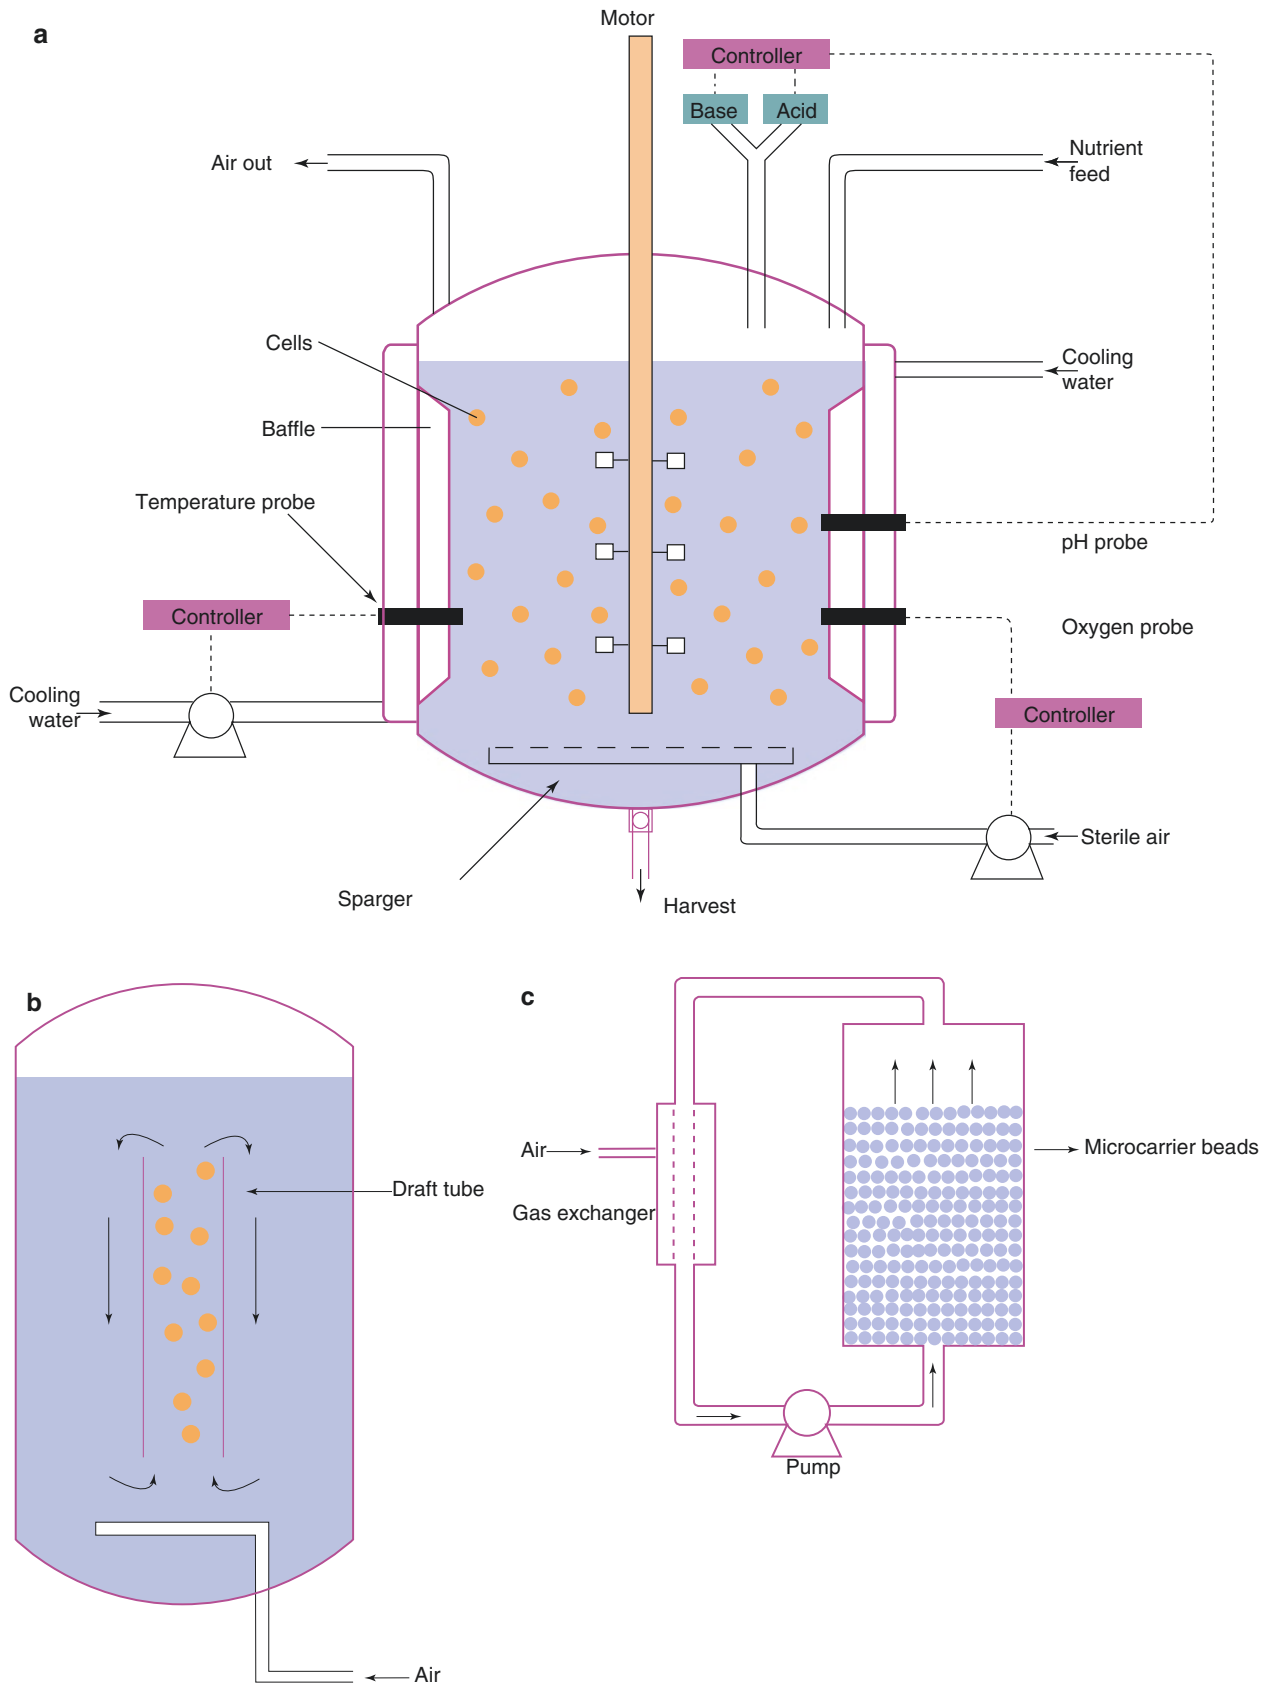 a
Motor
Controller
Base
Acid
Air out
Nutrient
feed
Cells
Cooling
water
Baffle
Temperature probe
pH probe
Controller
Oxygen probe
Cooling
water
Controller
Sterile air
Sparger
Harvest
b
Draft tube
Air
c
Air
Gas exchanger
Microcarrier beads
Pump